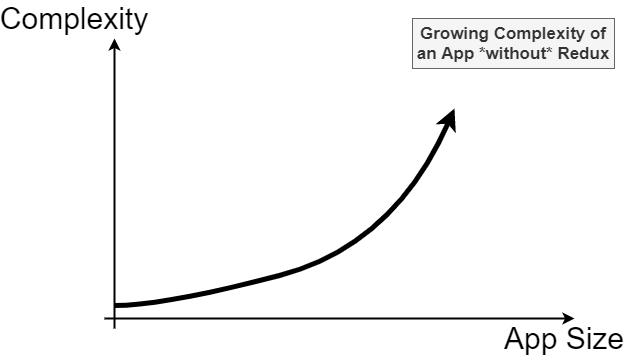 Complexity
Growing Complexity of
an App *without* Redux
App Size